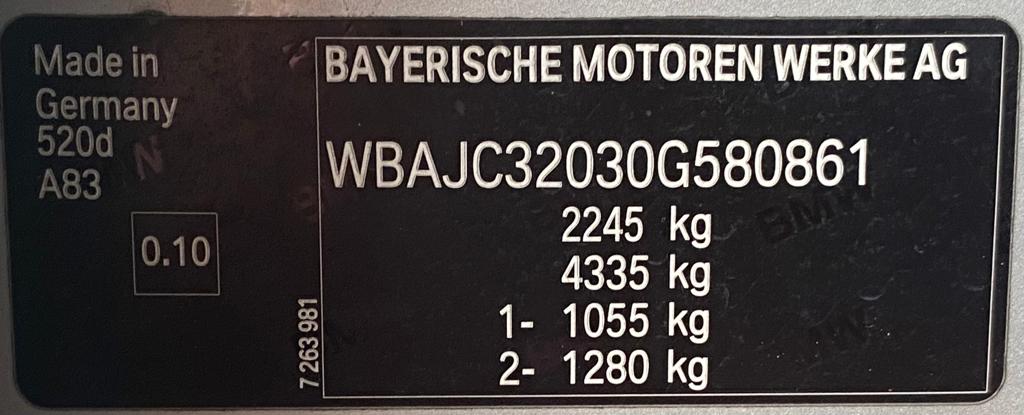 Made in
Germany
520d
A83
0.10
7 263 981
BAYERISCHE MOTOREN WERKE AG
WBAJC32030G580861
2245 kg
4335 kg
1- 1055 kg
2- 1280 kg
BMW